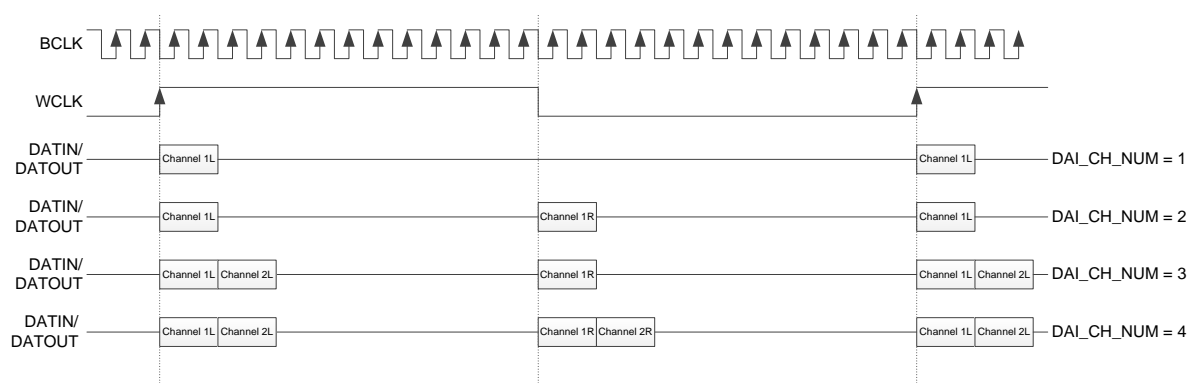 BCLK
WCLK
DATIN/
DATOUT
Channel 1L
Channel 1L
DAI_CH_NUM = 1
DATIN/
DATOUT
Channel 1L
Channel 1R
Channel 1L
DAI_CH_NUM = 2
DATIN/
DATOUT
Channel 1L
Channel 2L
Channel 1R
Channel 1L
Channel 2L
DAI_CH_NUM = 3
DATIN/
DATOUT
Channel 1L
Channel 2L
Channel 1R
Channel 2R
Channel 1L
Channel 2L
DAI_CH_NUM = 4